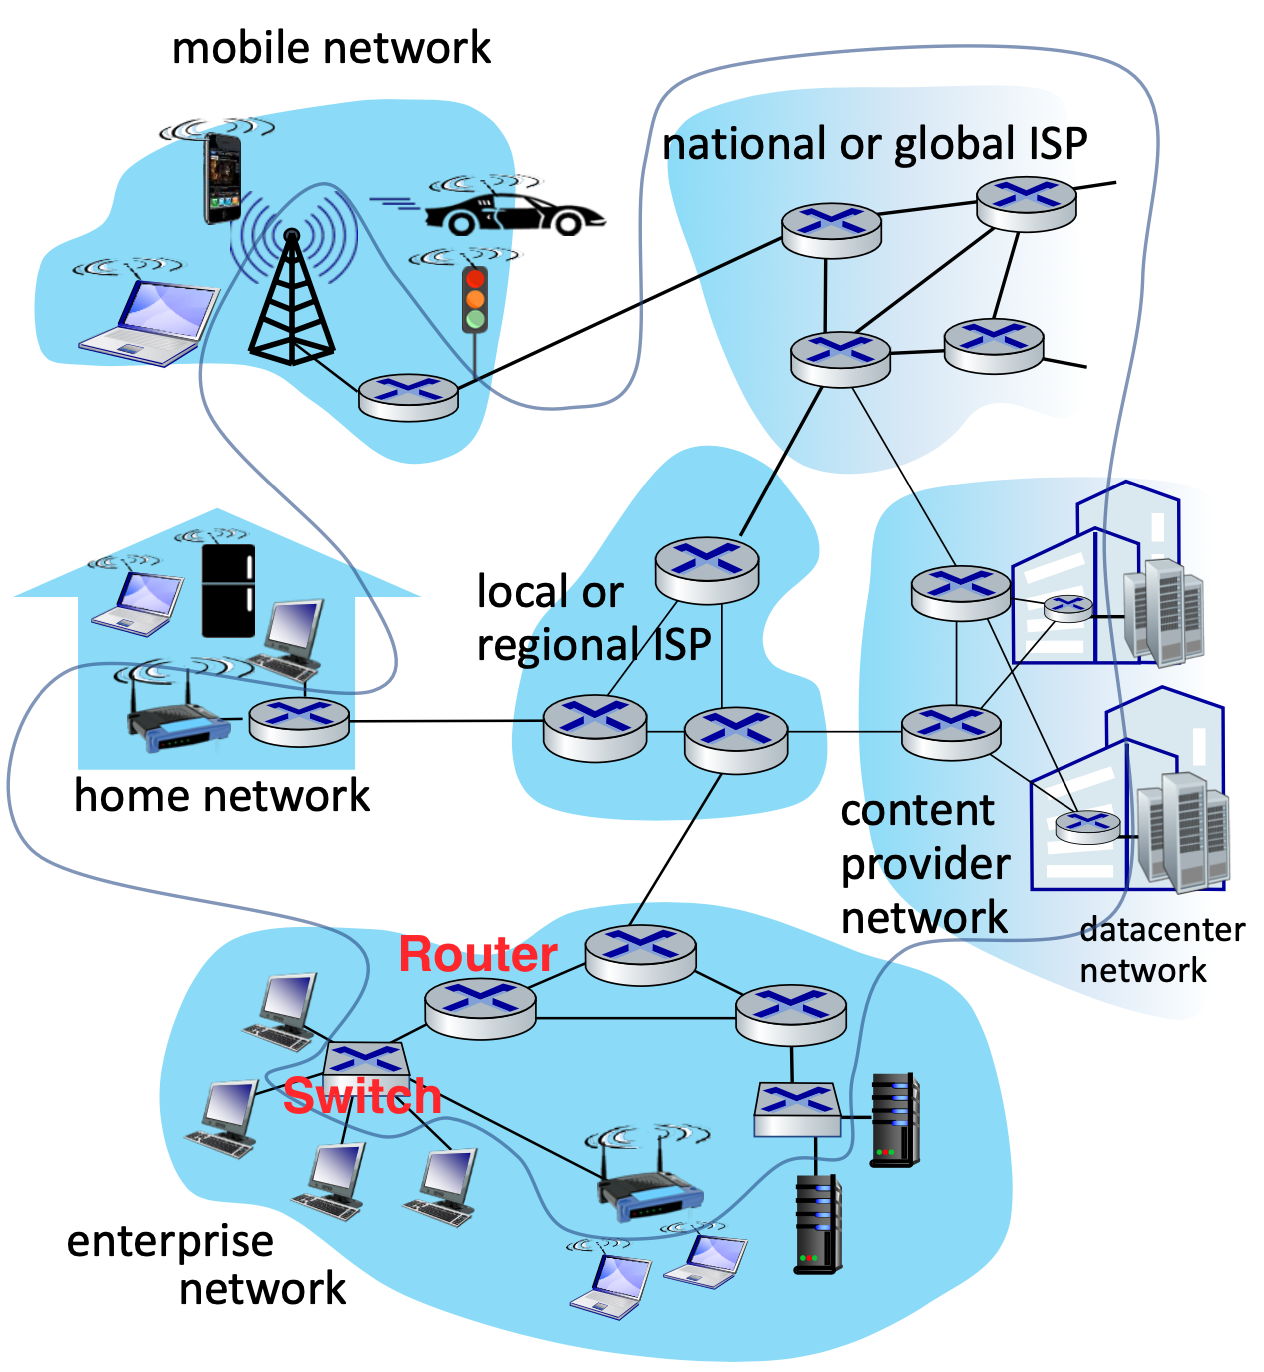 mobile network
national or global ISP
local or
regional ISP
home network
content
provider
network
datacenter
network
Router
Switch
enterprise
network